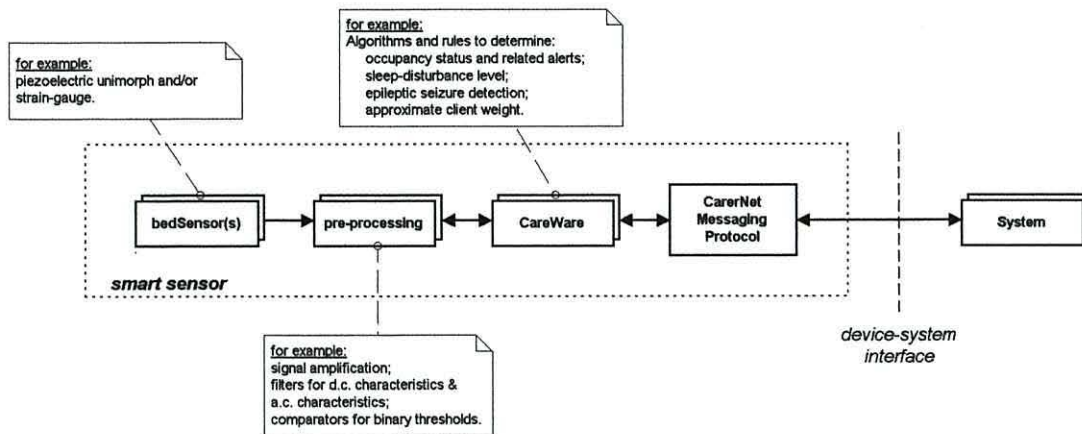 for example:
piezoelectric unimorph and/or
strain-gauge.
for example:
Algorithms and rules to determine:
occupancy status and related alerts;
sleep-disturbance level;
epileptic seizure detection;
approximate client weight.
bedSensor(s)
pre-processing
CareWare
CarerNet
Messaging
Protocol
System
smart sensor
device-system
interface
for example:
signal amplification;
filters for d.c. characteristics &
a.c. characteristics;
comparators for binary thresholds.